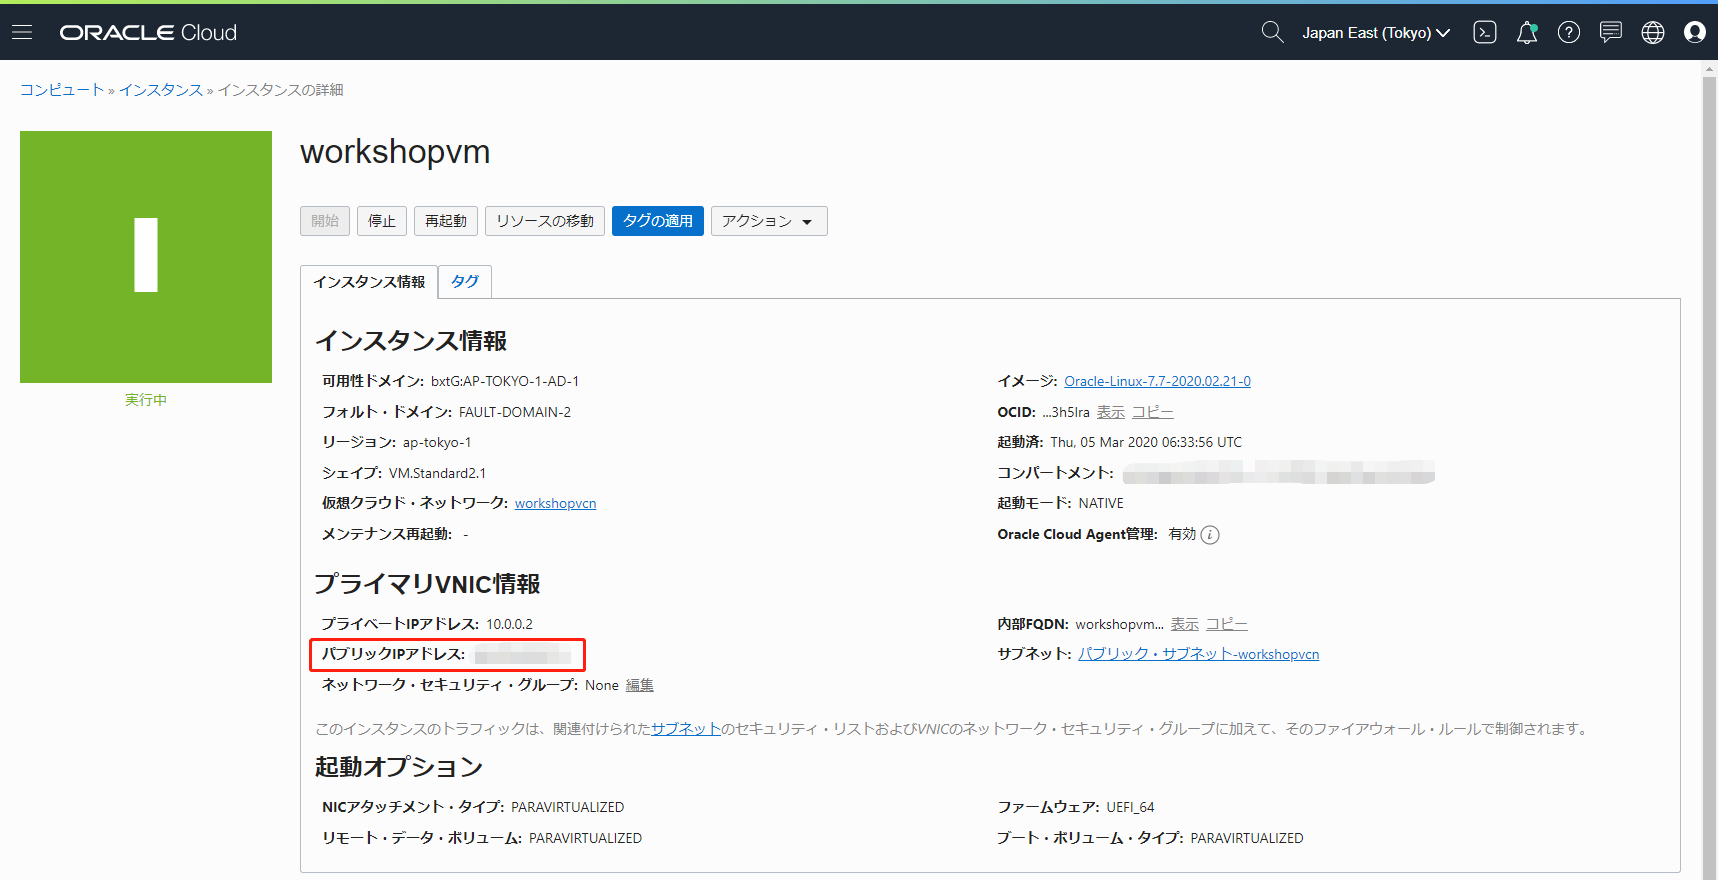 ORACLE Cloud
Japan East (Tokyo)
コンピュート » インスタンス » インスタンスの詳細
workshopvm
開始 停止 再起動 リソースの移動 タグの適用 アクション
実行中
インスタンス情報 タグ
インスタンス情報
可用性ドメイン: bxtG:AP-TOKYO-1-AD-1
イメージ: Oracle-Linux-7.7-2020.02.21-0
フォルト・ドメイン: FAULT-DOMAIN-2
OCID: ...3h5lra 表示 コピー
リージョン: ap-tokyo-1
起動済: Thu, 05 Mar 2020 06:33:56 UTC
シェイプ: VM.Standard2.1
コンパートメント:
仮想クラウド・ネットワーク: workshopvcn
起動モード: NATIVE
メンテナンス再起動: -
Oracle Cloud Agent管理: 有効
プライマリVNIC情報
プライベートIPアドレス: 10.0.0.2
内部FQDN: workshopvm... 表示 コピー
パブリックIPアドレス:
サブネット: パブリック・サブネット-workshopvcn
ネットワーク・セキュリティ・グループ: None 編集
このインスタンスのトラフィックは、関連付けられたサブネットのセキュリティ・リストおよびVNICのネットワーク・セキュリティ・グループに加えて、そのファイアウォール・ルールで制御されます。
起動オプション
NICアタッチメント・タイプ: PARAVIRTUALIZED
ファームウェア: UEFI_64
リモート・データ・ボリューム: PARAVIRTUALIZED
ブート・ボリューム・タイプ: PARAVIRTUALIZED